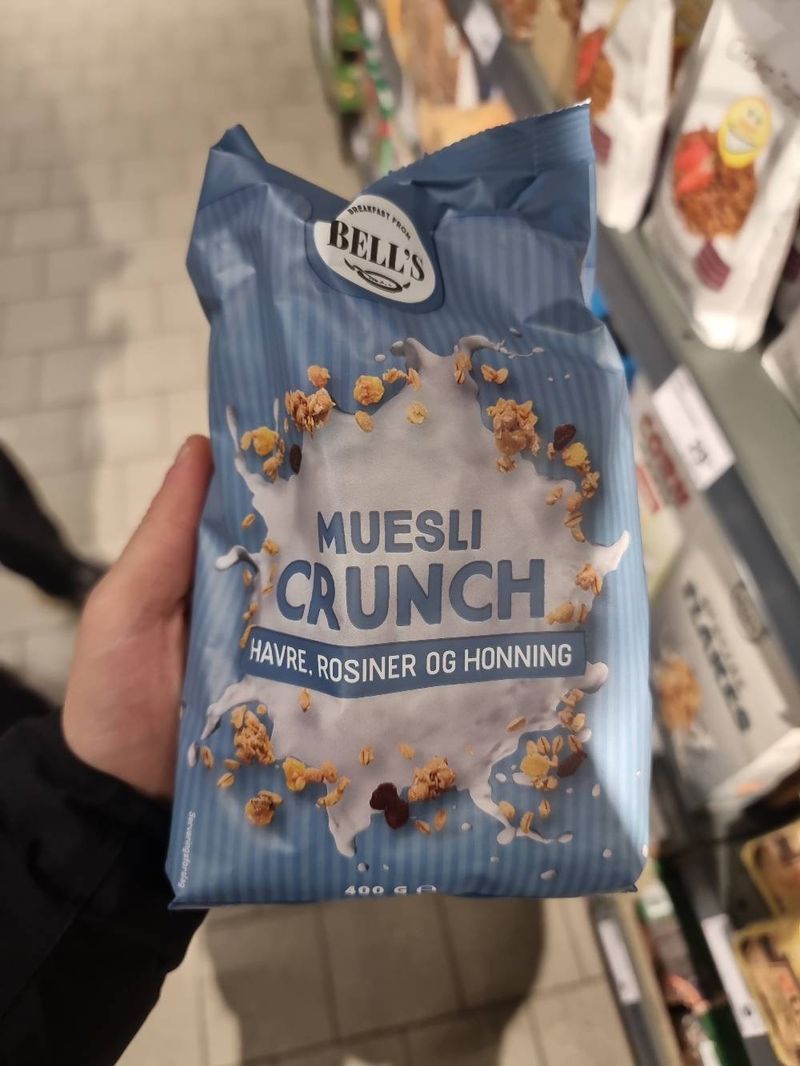 BREAKFAST FROM
BELL'S
MUESLI
CRUNCH
HAVRE, ROSINER OG HONNING
Serveringsforslag
400 G ℮